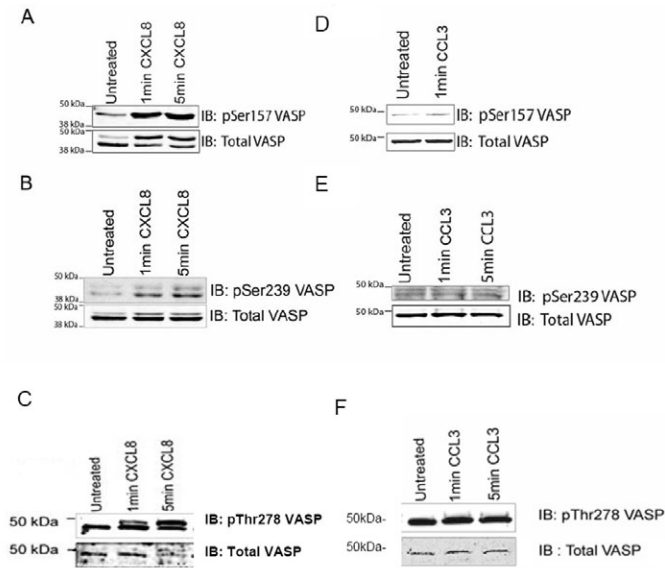 A
Untreated
1min CXCL8
5min CXCL8
50 kDa
38 kDa
IB: pSer157 VASP
50 kDa
38 kDa
IB: Total VASP
D
Untreated
1min CCL3
50kDa
IB: pSer157 VASP
50 kDa
IB: Total VASP
B
Untreated
1min CXCL8
5min CXCL8
50 kDa
38 kDa
IB: pSer239 VASP
50 kDa
38 kDa
IB: Total VASP
E
Untreated
1min CCL3
5min CCL3
50 kDa
IB: pSer239 VASP
50 kDa
IB: Total VASP
C
Untreated
1min CXCL8
5min CXCL8
50 kDa
IB: pThr278 VASP
50 kDa
IB: Total VASP
F
Untreated
1min CCL3
5min CCL3
50kDa-
IB: pThr278 VASP
50kDa-
IB : Total VASP